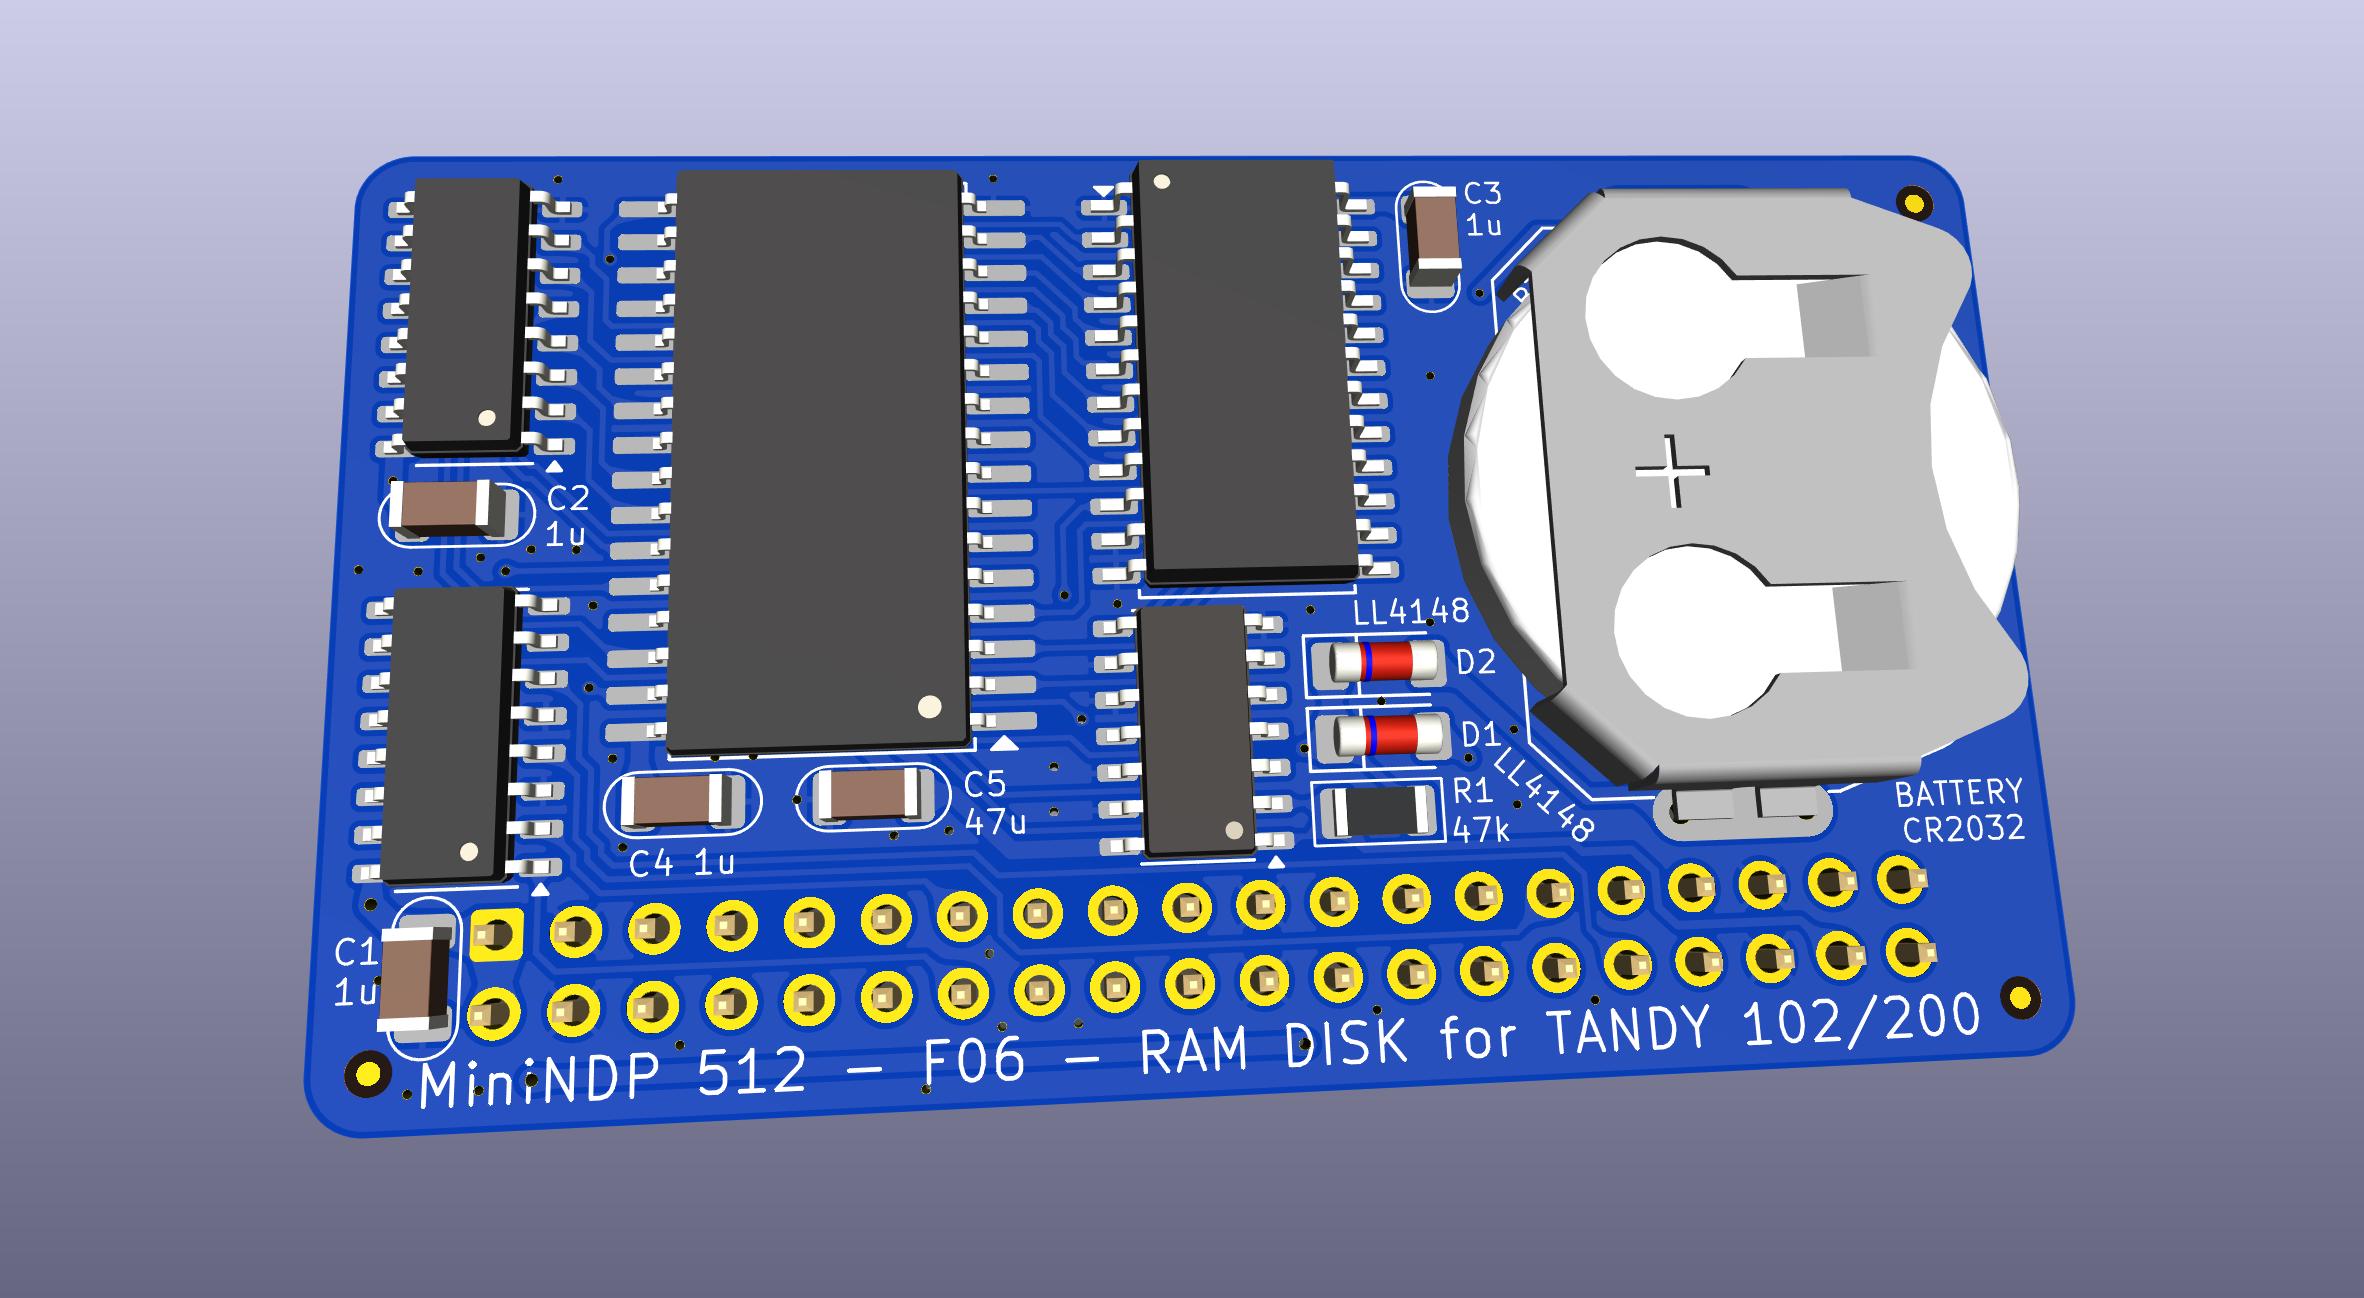 C3
1u
C2
1u
LL4148
D2
D1
LL4148
R1
47k
C5
47u
C4 1u
BATTERY
CR2032
C1
1u
MiniNDP 512 - F06 - RAM DISK for TANDY 102/200